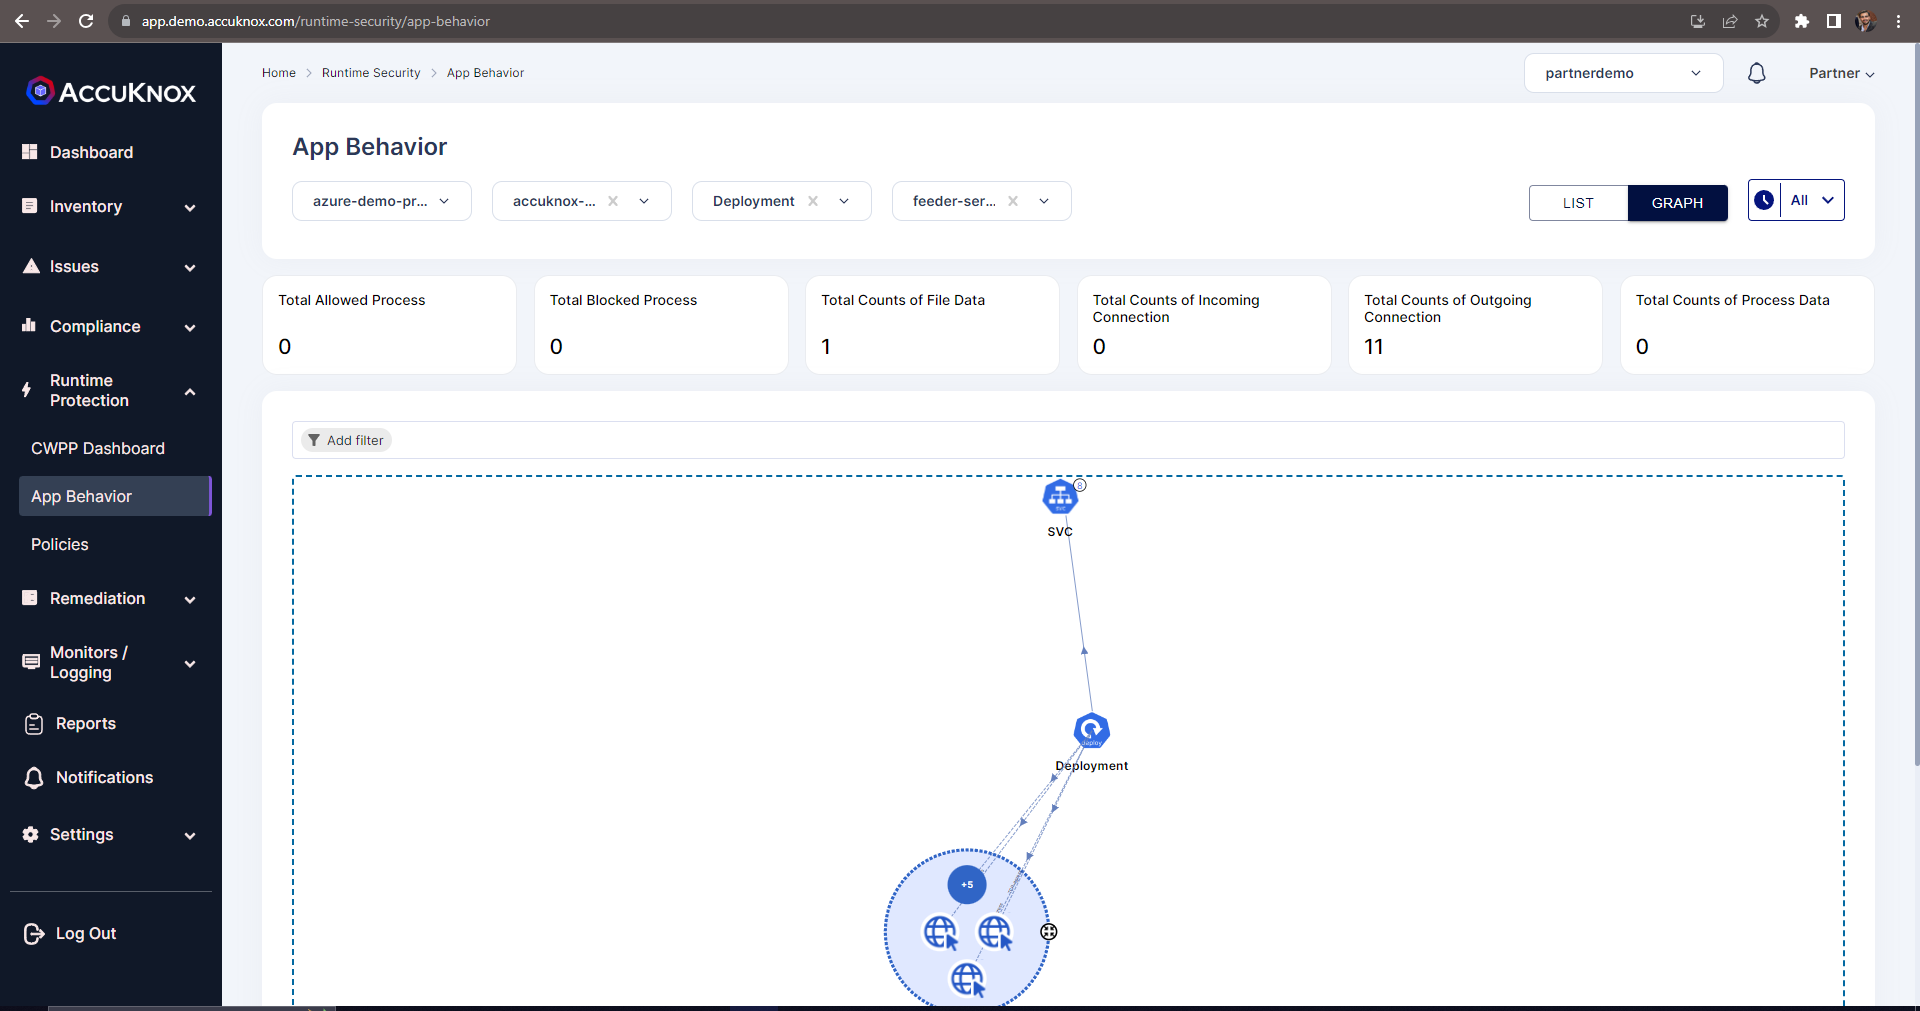 app.demo.accuknox.com/runtime-security/app-behavior
ACCUKNOX
Dashboard
Inventory
Issues
Compliance
Runtime
Protection
CWPP Dashboard
App Behavior
Policies
Remediation
Monitors /
Logging
Reports
Notifications
Settings
Log Out
Home > Runtime Security > App Behavior
partnerdemo
Partner
App Behavior
azure-demo-pr...
accuknox-...
Deployment
feeder-ser...
LIST
GRAPH
All
Total Allowed Process
0
Total Blocked Process
0
Total Counts of File Data
1
Total Counts of Incoming
Connection
0
Total Counts of Outgoing
Connection
11
Total Counts of Process Data
0
Add filter
8
svc
SVC
deploy
Deployment
+5